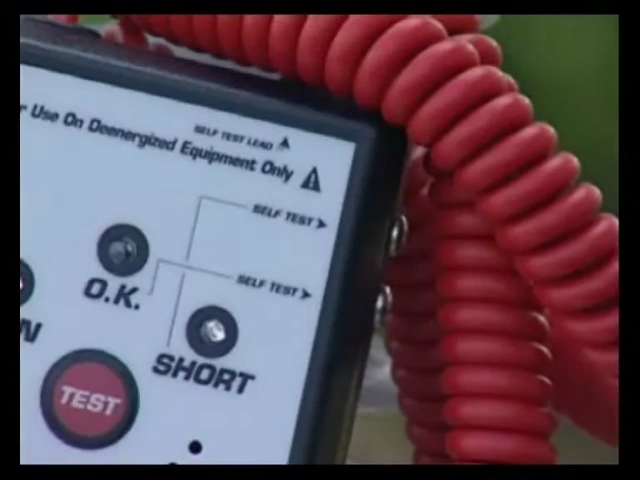 SELF TEST LEAD
Use On Deenergized Equipment Only
SELF TEST
O.K.
SELF TEST
SHORT
TEST